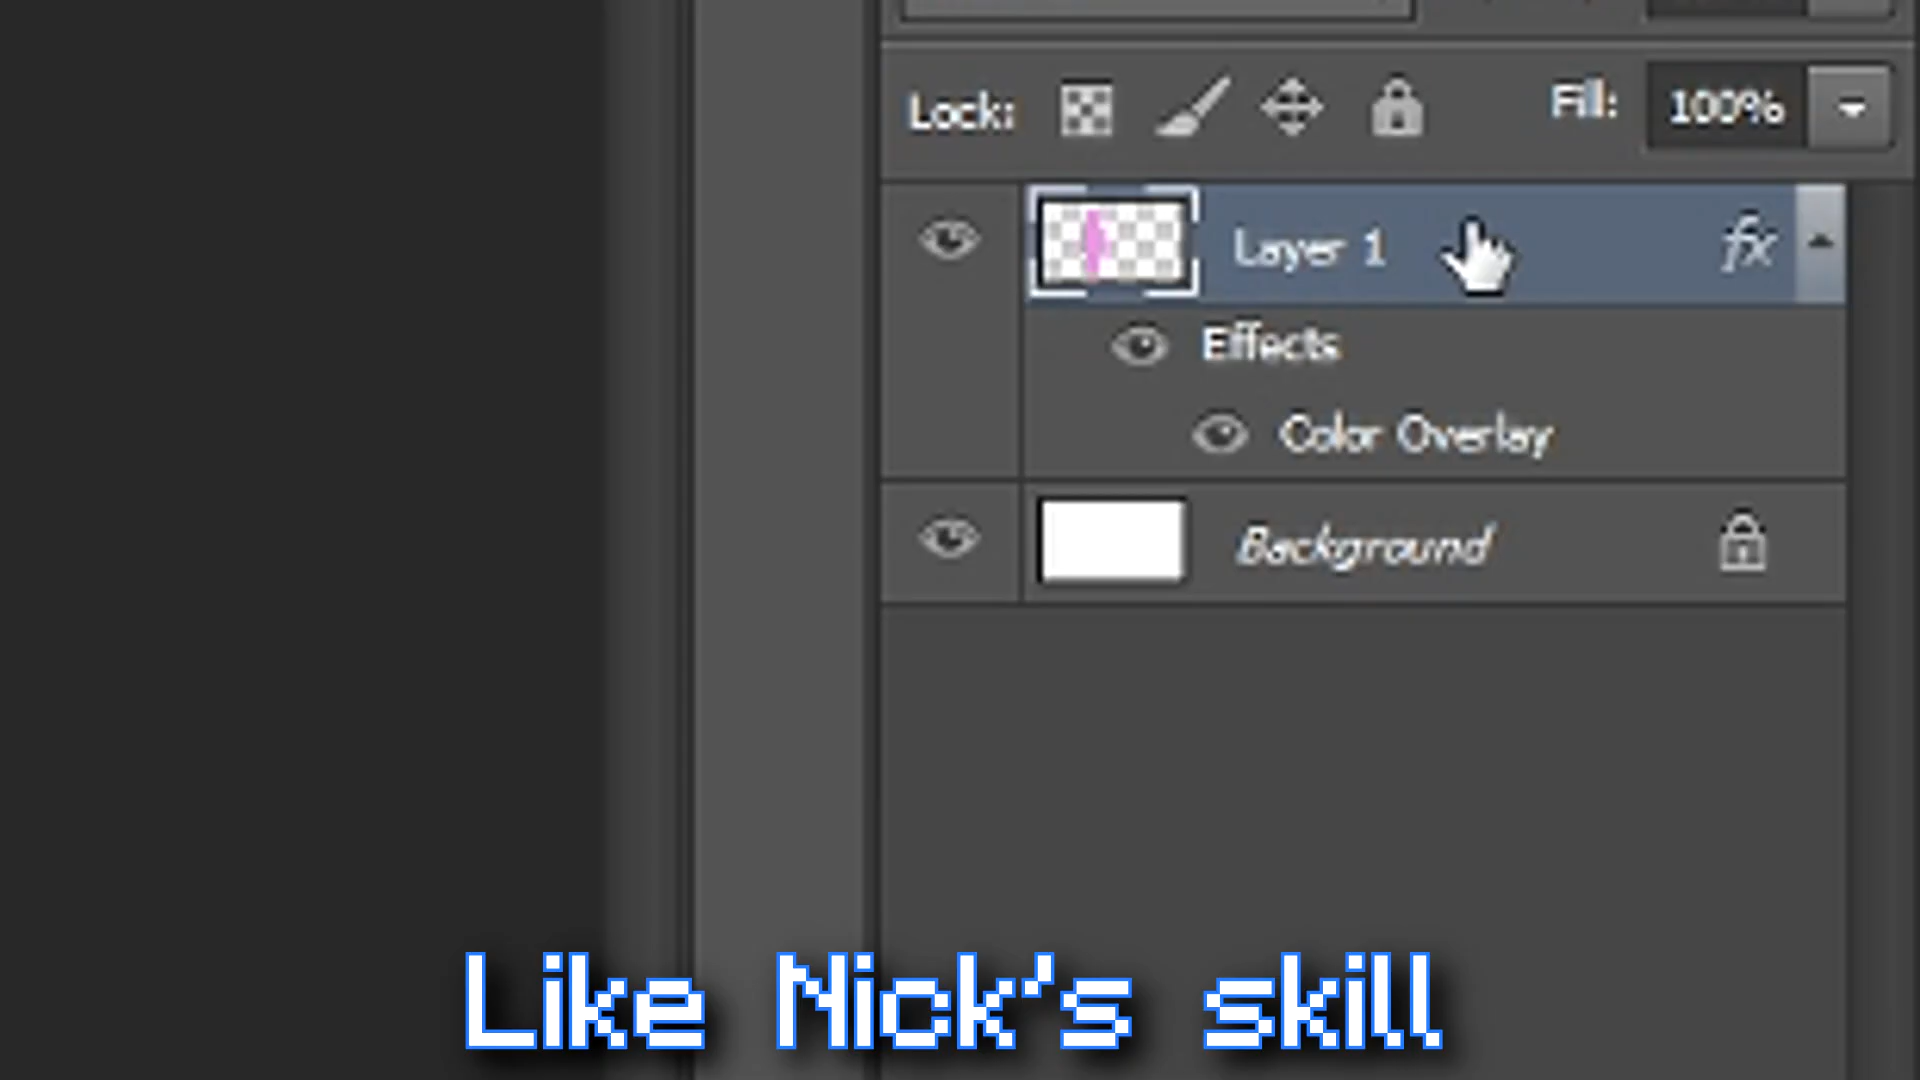 Lock:
Fill: 100%
Layer 1
fx
Effects
Color Overlay
Background
Like Nick's skill